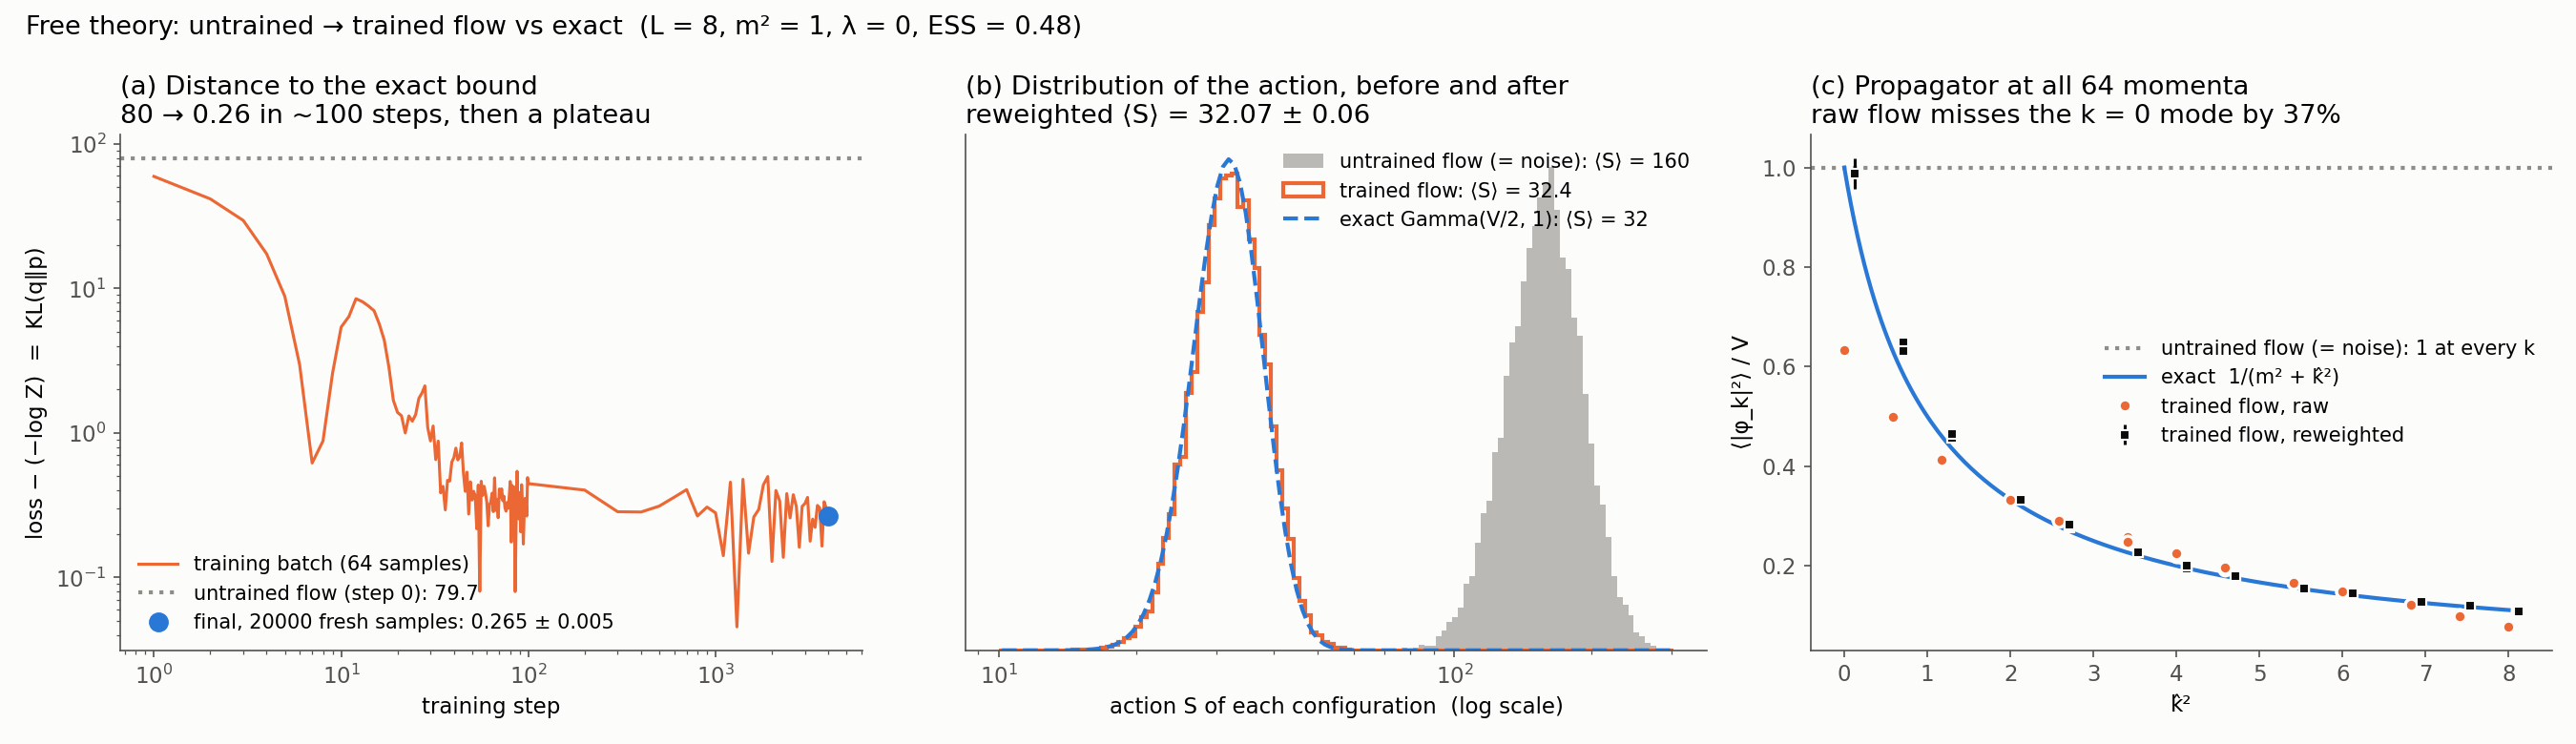 Free theory: untrained → trained flow vs exact  (L = 8, m² = 1, λ = 0, ESS = 0.48)
(a) Distance to the exact bound
80 → 0.26 in ~100 steps, then a plateau
loss − (−log Z)  =  KL(q‖p)
10²
10¹
10⁰
10⁻¹
training batch (64 samples)
untrained flow (step 0): 79.7
final, 20000 fresh samples: 0.265 ± 0.005
10⁰ 10¹ 10² 10³
training step
(b) Distribution of the action, before and after
reweighted ⟨S⟩ = 32.07 ± 0.06
untrained flow (= noise): ⟨S⟩ = 160
trained flow: ⟨S⟩ = 32.4
exact Gamma(V/2, 1): ⟨S⟩ = 32
10¹ 10²
action S of each configuration  (log scale)
(c) Propagator at all 64 momenta
raw flow misses the k = 0 mode by 37%
⟨|φ_k|²⟩ / V
1.0
0.8
0.6
0.4
0.2
untrained flow (= noise): 1 at every k
exact  1/(m² + k̂²)
trained flow, raw
trained flow, reweighted
0 1 2 3 4 5 6 7 8
k̂²